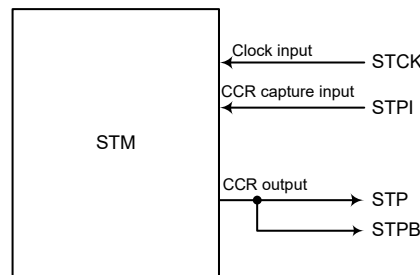 Clock input
STCK
CCR capture input
STPI
STM
CCR output
STP
STPB